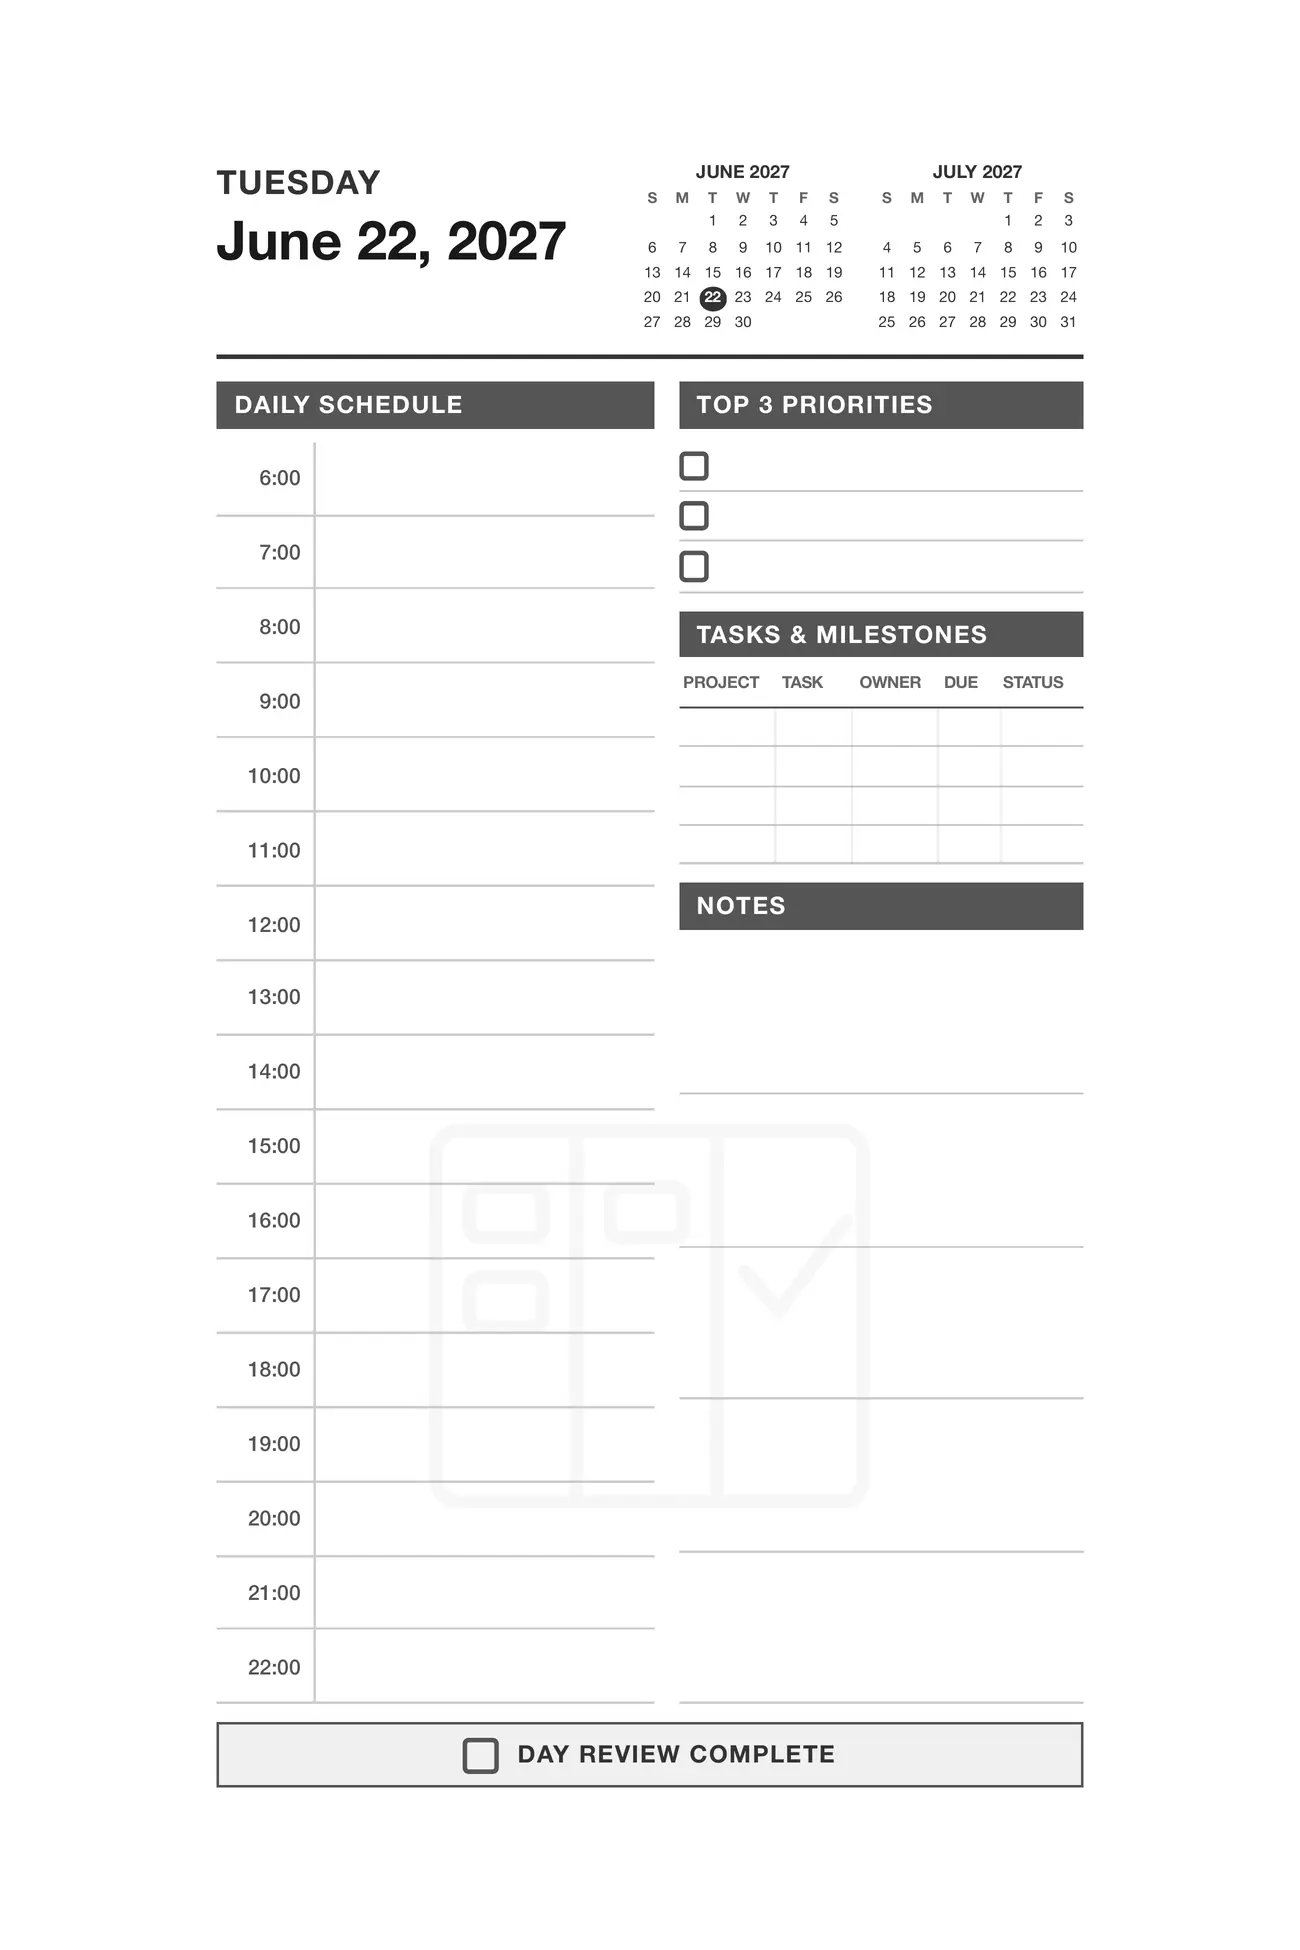 TUESDAY
June 22, 2027
JUNE 2027
S M T W T F S
1 2 3 4 5
6 7 8 9 10 11 12
13 14 15 16 17 18 19
20 21 22 23 24 25 26
27 28 29 30
JULY 2027
S M T W T F S
1 2 3
4 5 6 7 8 9 10
11 12 13 14 15 16 17
18 19 20 21 22 23 24
25 26 27 28 29 30 31
DAILY SCHEDULE
6:00
7:00
8:00
9:00
10:00
11:00
12:00
13:00
14:00
15:00
16:00
17:00
18:00
19:00
20:00
21:00
22:00
TOP 3 PRIORITIES
TASKS & MILESTONES
PROJECT TASK OWNER DUE STATUS
NOTES
DAY REVIEW COMPLETE